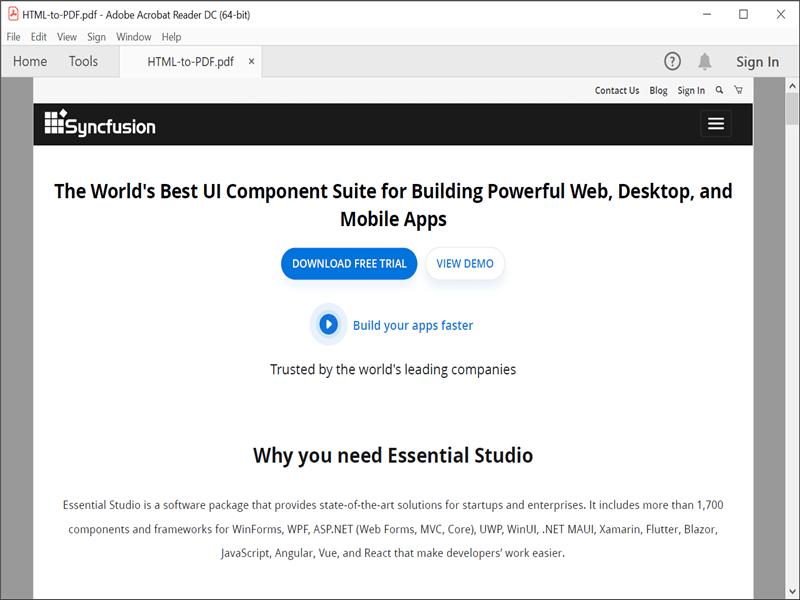 HTML-to-PDF.pdf - Adobe Acrobat Reader DC (64-bit)
File Edit View Sign Window Help
Home Tools HTML-to-PDF.pdf × Sign In
Contact Us Blog Sign In
Syncfusion
The World's Best UI Component Suite for Building Powerful Web, Desktop, and
Mobile Apps
DOWNLOAD FREE TRIAL VIEW DEMO
Build your apps faster
Trusted by the world's leading companies
Why you need Essential Studio
Essential Studio is a software package that provides state-of-the-art solutions for startups and enterprises. It includes more than 1,700
components and frameworks for WinForms, WPF, ASP.NET (Web Forms, MVC, Core), UWP, WinUI, .NET MAUI, Xamarin, Flutter, Blazor,
JavaScript, Angular, Vue, and React that make developers’ work easier.